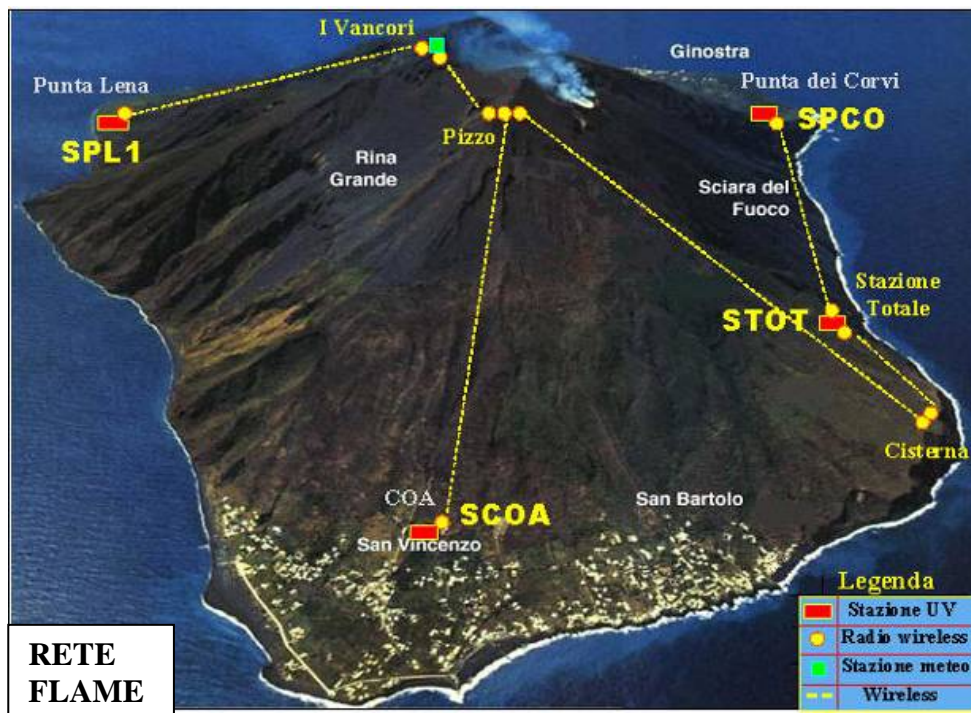 I Vancori
Ginostra
Punta Lena
Punta dei Corvi
SPL1
SPCO
Pizzo
Rina
Grande
Sciara del
Fuoco
Stazione
Totale
STOT
Cisterna
COA
SCOA
San Bartolo
San Vincenzo
Legenda
Stazione UV
Radio wireless
Stazione meteo
Wireless
RETE
FLAME